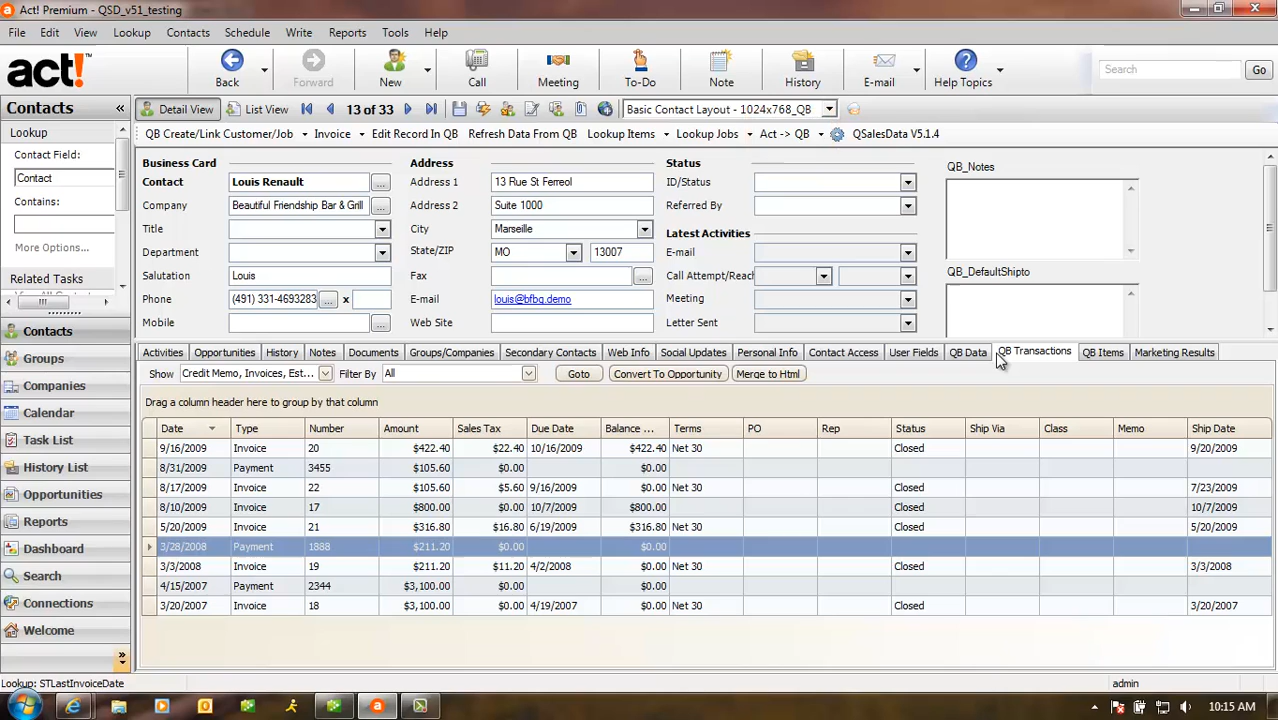 Act! Premium - QSD_v51_testing
File Edit View Lookup Contacts Schedule Write Reports Tools Help
act! Back Forward New Call Meeting To-Do Note History E-mail Help Topics Search Go
Contacts « Detail View List View 13 of 33 Basic Contact Layout - 1024x768_QB
QB Create/Link Customer/Job Invoice Edit Record In QB Refresh Data From QB Lookup Items Lookup Jobs Act -> QB QSalesData V5.1.4
Lookup
Contact Field:
Contact
Contains:
More Options...
Related Tasks
Contacts
Groups
Companies
Calendar
Task List
History List
Opportunities
Reports
Dashboard
Search
Connections
Welcome
Business Card
Contact Louis Renault
Company Beautiful Friendship Bar & Grill
Title
Department
Salutation Louis
Phone (491) 331-4693283 x
Mobile
Address
Address 1 13 Rue St Ferreol
Address 2 Suite 1000
City Marseille
State/ZIP MO 13007
Fax
E-mail louis@bfbg.demo
Web Site
Status
ID/Status
Referred By
Latest Activities
E-mail
Call Attempt/Reach
Meeting
Letter Sent
QB_Notes
QB_DefaultShipto
Activities Opportunities History Notes Documents Groups/Companies Secondary Contacts Web Info Social Updates Personal Info Contact Access User Fields QB Data QB Transactions QB Items Marketing Results
Show Credit Memo, Invoices, Est... Filter By All Goto Convert To Opportunity Merge to Html
Drag a column header here to group by that column
Date Type Number Amount Sales Tax Due Date Balance ... Terms PO Rep Status Ship Via Class Memo Ship Date
9/16/2009 Invoice 20 $422.40 $22.40 10/16/2009 $422.40 Net 30 Closed 9/20/2009
8/31/2009 Payment 3455 $105.60 $0.00 $0.00
8/17/2009 Invoice 22 $105.60 $5.60 9/16/2009 $0.00 Net 30 Closed 7/23/2009
8/10/2009 Invoice 17 $800.00 $0.00 10/7/2009 $800.00 Closed 10/7/2009
5/20/2009 Invoice 21 $316.80 $16.80 6/19/2009 $316.80 Net 30 Closed 5/20/2009
3/28/2008 Payment 1888 $211.20 $0.00 $0.00
3/3/2008 Invoice 19 $211.20 $11.20 4/2/2008 $0.00 Net 30 Closed 3/3/2008
4/15/2007 Payment 2344 $3,100.00 $0.00 $0.00
3/20/2007 Invoice 18 $3,100.00 $0.00 4/19/2007 $0.00 Net 30 Closed 3/20/2007
Lookup: STLastInvoiceDate admin
10:15 AM